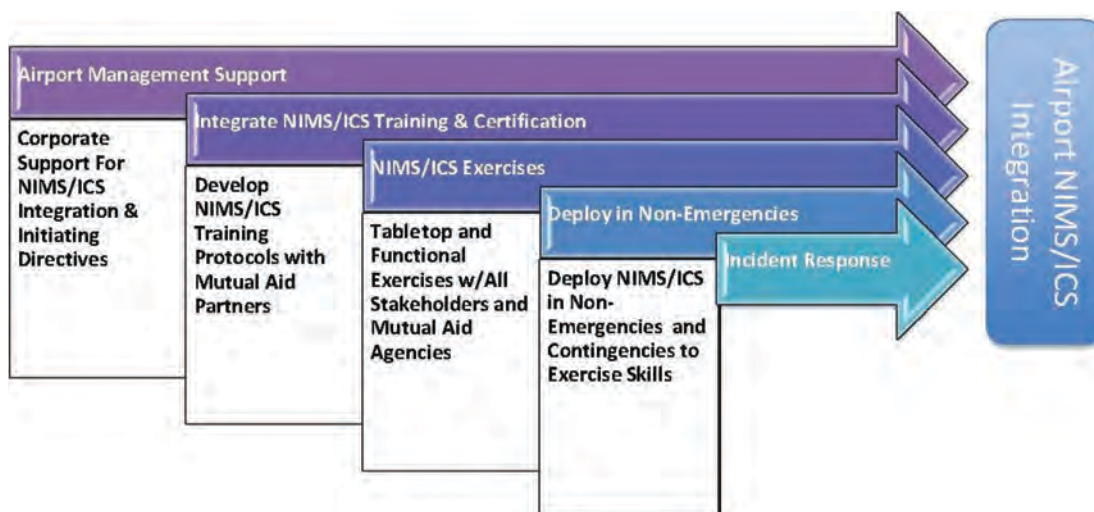 Airport Management Support
Corporate
Support For
NIMS/ICS
Integration &
Initiating
Directives
Integrate NIMS/ICS Training & Certification
Develop
NIMS/ICS
Training
Protocols with
Mutual Aid
Partners
NIMS/ICS Exercises
Tabletop and
Functional
Exercises w/All
Stakeholders and
Mutual Aid
Agencies
Deploy in Non-Emergencies
Deploy NIMS/ICS
in Non-
Emergencies and
Contingencies to
Exercise Skills
Incident Response
Airport NIMS/ICS
Integration